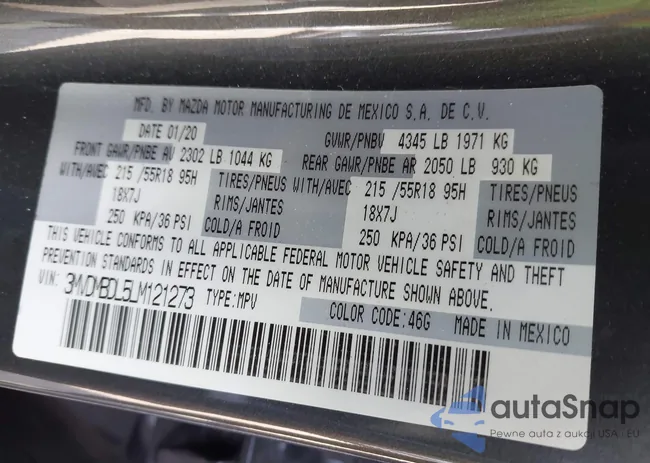 MFD. BY MAZDA MOTOR MANUFACTURING DE MEXICO S.A. DE C.V.
DATE 01/20 GVWR/PNBV 4345 LB 1971 KG
FRONT GAWR/PNBE AV 2302 LB 1044 KG REAR GAWR/PNBE AR 2050 LB 930 KG
WITH/AVEC 215 /55R18 95H TIRES/PNEUS WITH/AVEC 215 /55R18 95H TIRES/PNEUS
18X7J RIMS/JANTES 18X7J RIMS/JANTES
250 KPA/36 PSI COLD/A FROID 250 KPA/36 PSI COLD/A FROID
THIS VEHICLE CONFORMS TO ALL APPLICABLE FEDERAL MOTOR VEHICLE SAFETY AND THEFT
PREVENTION STANDARDS IN EFFECT ON THE DATE OF MANUFACTURE SHOWN ABOVE.
VIN: 3MVDMBDL5LM121273 TYPE:MPV
COLOR CODE:46G MADE IN MEXICO
autaSnap
Pewne auta z aukcji USA - EU